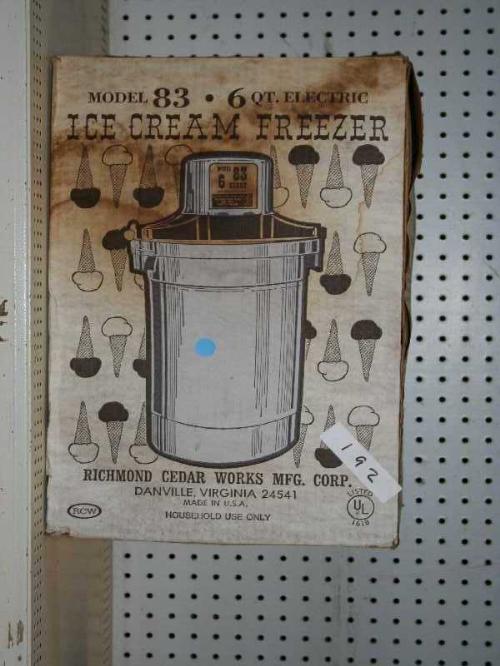 MODEL 83 • 6 QT. ELECTRIC
ICE CREAM FREEZER
83
6 QUART
192
RICHMOND CEDAR WORKS MFG. CORP.
DANVILLE, VIRGINIA 24541
MADE IN U.S.A.
HOUSEHOLD USE ONLY
RCW
LISTED
UL